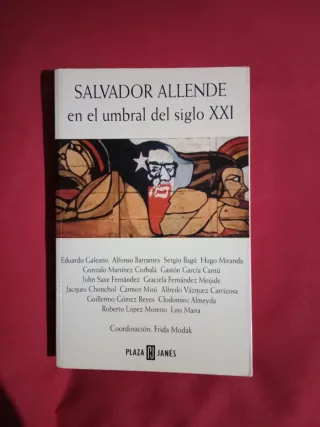 SALVADOR ALLENDE
en el umbral del siglo XXI
Eduardo Galeano Alfonso Barrantes Sergio Bagú Hugo Miranda
Gonzalo Martínez Corbalá Gastón García Cantú
John Saxe Fernández Graciela Fernández Meijide
Jacques Chonchol Carmen Miró Alfredo Vázquez Carrizosa
Guillermo Gómez Reyes Clodomiro Almeyda
Roberto López Moreno Luis Maira
Coordinación: Frida Modak
PLAZA JANÉS